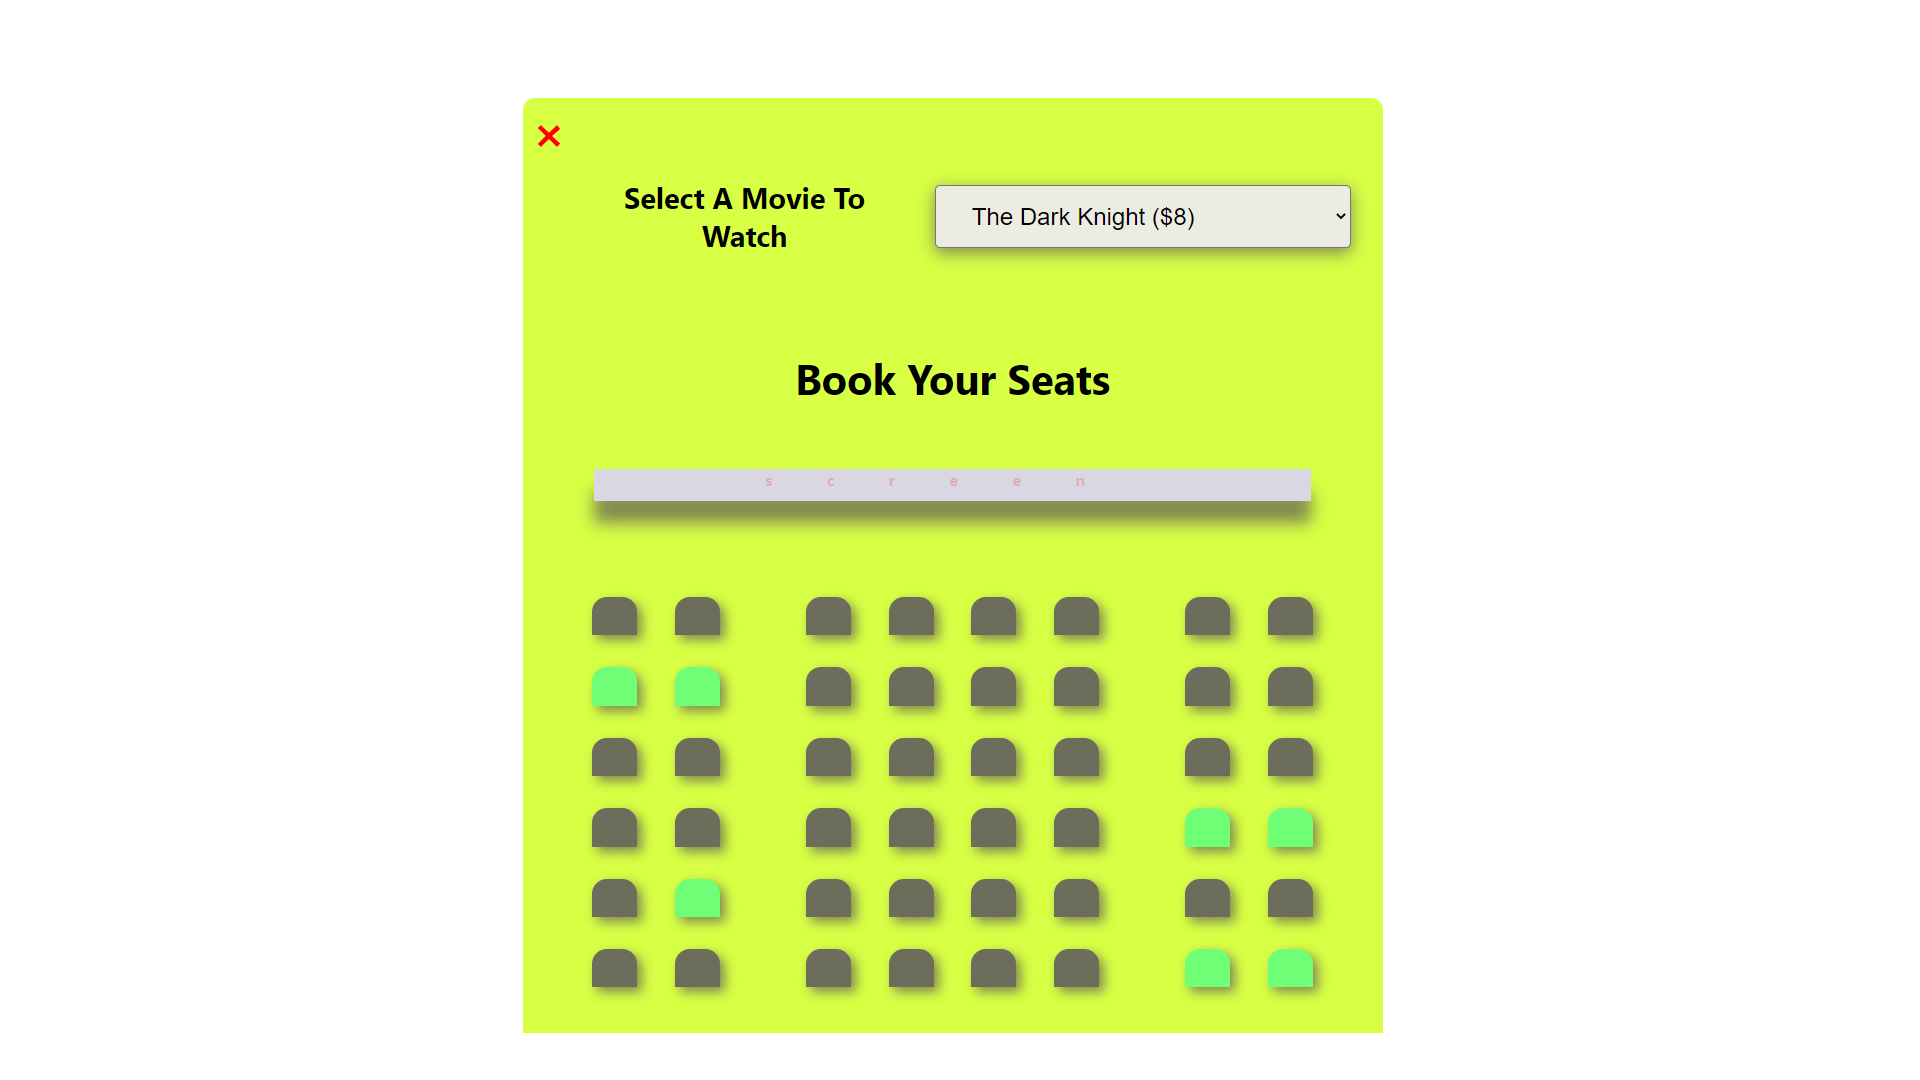 Select A Movie To
Watch
The Dark Knight ($8)
Book Your Seats
s c r e e n